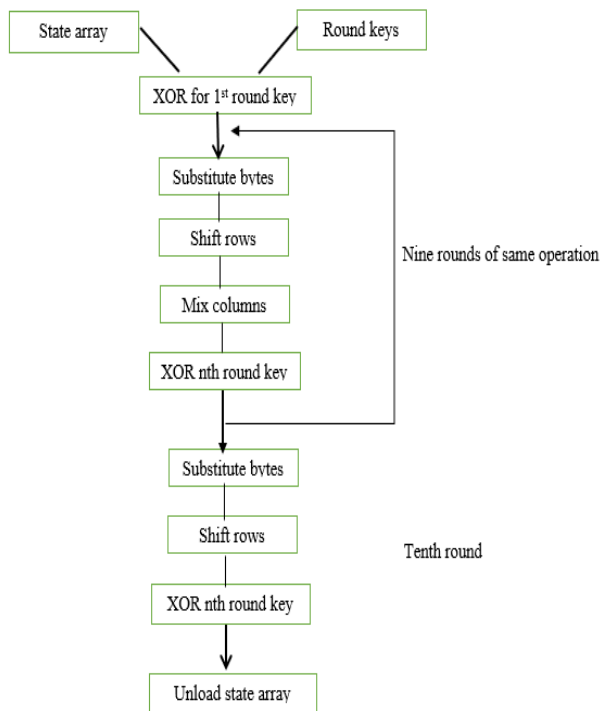 State array
Round keys
XOR for 1st round key
Substitute bytes
Shift rows
Mix columns
Nine rounds of same operation
XOR nth round key
Substitute bytes
Shift rows
Tenth round
XOR nth round key
Unload state array